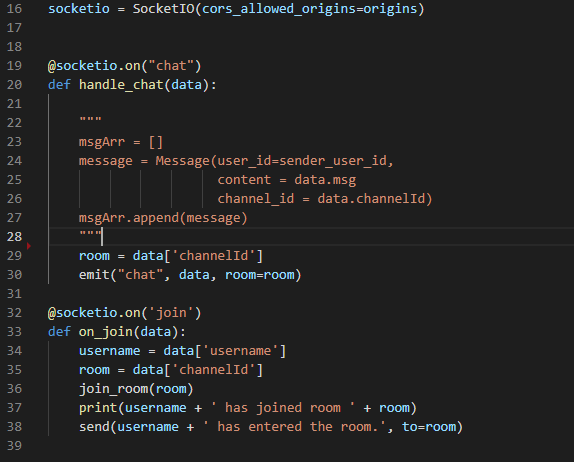 16 socketio = SocketIO(cors_allowed_origins=origins)
17
18
19 @socketio.on("chat")
20 def handle_chat(data):
21
22     """
23     msgArr = []
24     message = Message(user_id=sender_user_id,
25                       content = data.msg
26                       channel_id = data.channelId)
27     msgArr.append(message)
28     """
29     room = data['channelId']
30     emit("chat", data, room=room)
31
32 @socketio.on('join')
33 def on_join(data):
34     username = data['username']
35     room = data['channelId']
36     join_room(room)
37     print(username + ' has joined room ' + room)
38     send(username + ' has entered the room.', to=room)
39